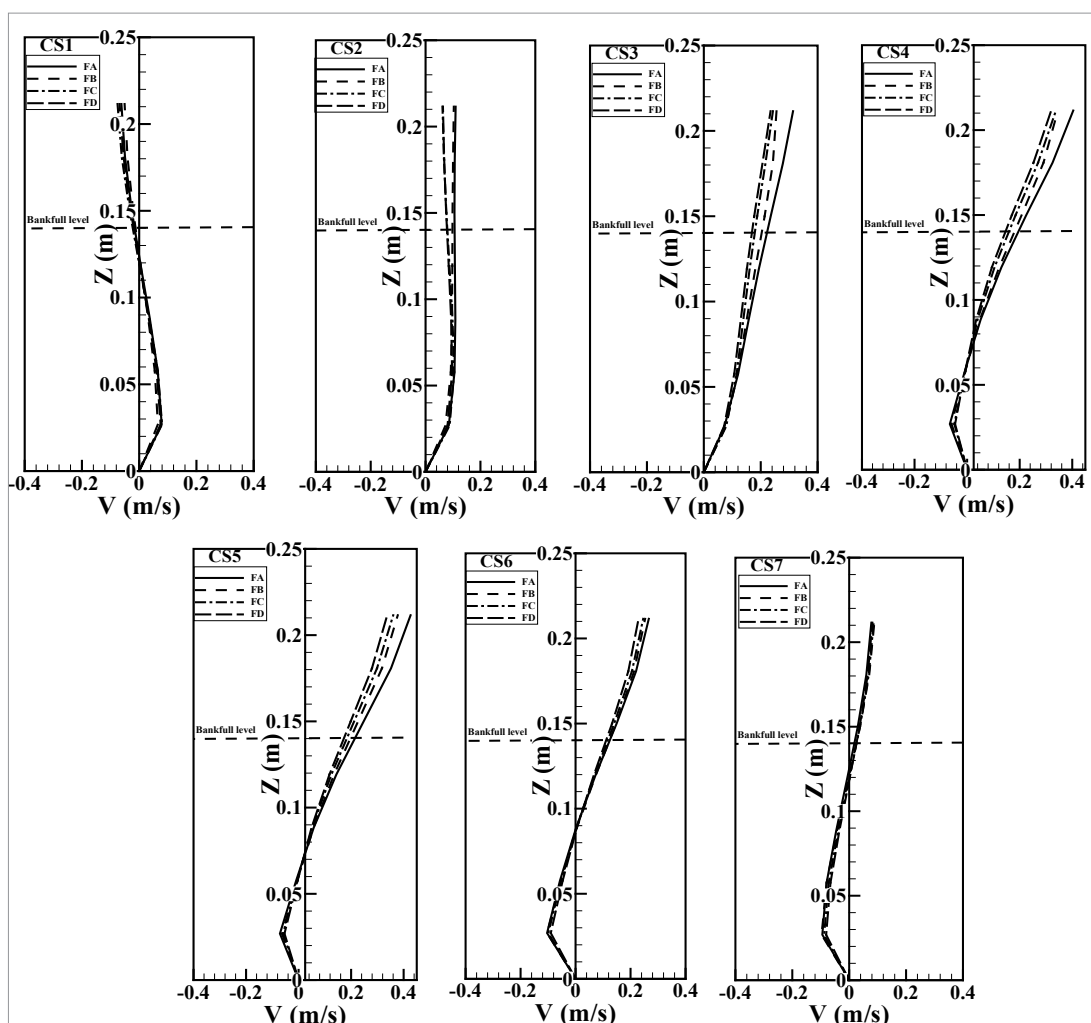 CS1
FA
FB
FC
FD
0.25
0.2
0.15
0.1
0.05
0
Bankfull level
Z (m)
-0.4 -0.2 0 0.2 0.4
V (m/s)
CS2
FA
FB
FC
FD
0.25
0.2
0.15
0.1
0.05
0
Bankfull level
Z (m)
-0.4 -0.2 0 0.2 0.4
V (m/s)
CS3
FA
FB
FC
FD
0.25
0.2
0.15
0.1
0.05
0
Bankfull level
Z (m)
-0.4 -0.2 0 0.2 0.4
V (m/s)
CS4
FA
FB
FC
FD
0.25
0.2
0.15
0.1
0.05
0
Bankfull level
Z (m)
-0.4 -0.2 0 0.2 0.4
V (m/s)
CS5
FA
FB
FC
FD
0.25
0.2
0.15
0.1
0.05
0
Bankfull level
Z (m)
-0.4 -0.2 0 0.2 0.4
V (m/s)
CS6
FA
FB
FC
FD
0.25
0.2
0.15
0.1
0.05
0
Bankfull level
Z (m)
-0.4 -0.2 0 0.2 0.4
V (m/s)
CS7
FA
FB
FC
FD
0.25
0.2
0.15
0.1
0.05
0
Bankfull level
Z (m)
-0.4 -0.2 0 0.2 0.4
V (m/s)